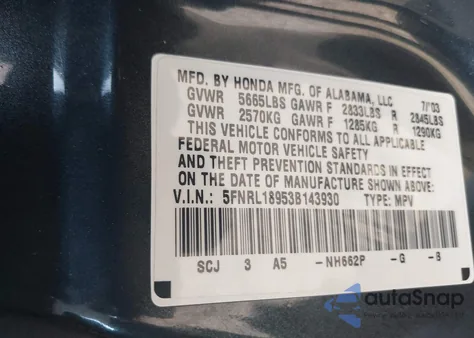 MFD. BY HONDA MFG. OF ALABAMA, LLC 7/03
GVWR 5665LBS GAWR F 2833LBS R 2845LBS
GVWR 2570KG GAWR F 1285KG R 1290KG
THIS VEHICLE CONFORMS TO ALL APPLICABLE
FEDERAL MOTOR VEHICLE SAFETY
AND THEFT PREVENTION STANDARDS IN EFFECT
ON THE DATE OF MANUFACTURE SHOWN ABOVE.
V.I.N.: 5FNRL18953B143930 TYPE: MPV
SCJ 3 A5 -NH662P -G -B
autoSnap